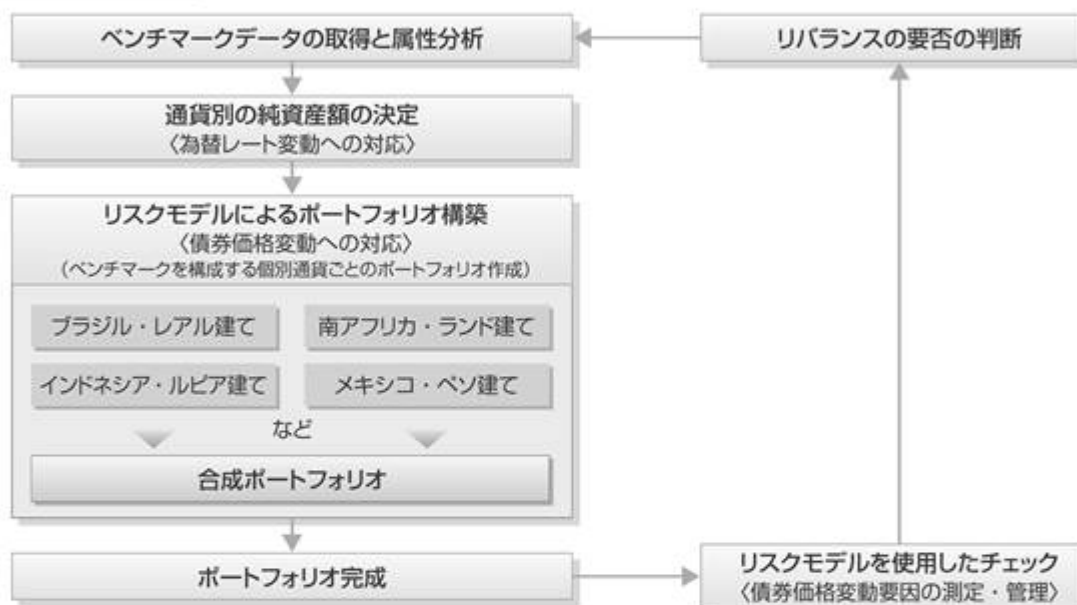 ベンチマークデータの取得と属性分析
リバランスの要否の判断
通貨別の純資産額の決定
〈為替レート変動への対応〉
リスクモデルによるポートフォリオ構築
〈債券価格変動への対応〉
(ベンチマークを構成する個別通貨ごとのポートフォリオ作成)
ブラジル・レアル建て
南アフリカ・ランド建て
インドネシア・ルピア建て
メキシコ・ペソ建て
など
合成ポートフォリオ
ポートフォリオ完成
リスクモデルを使用したチェック
〈債券価格変動要因の測定・管理〉